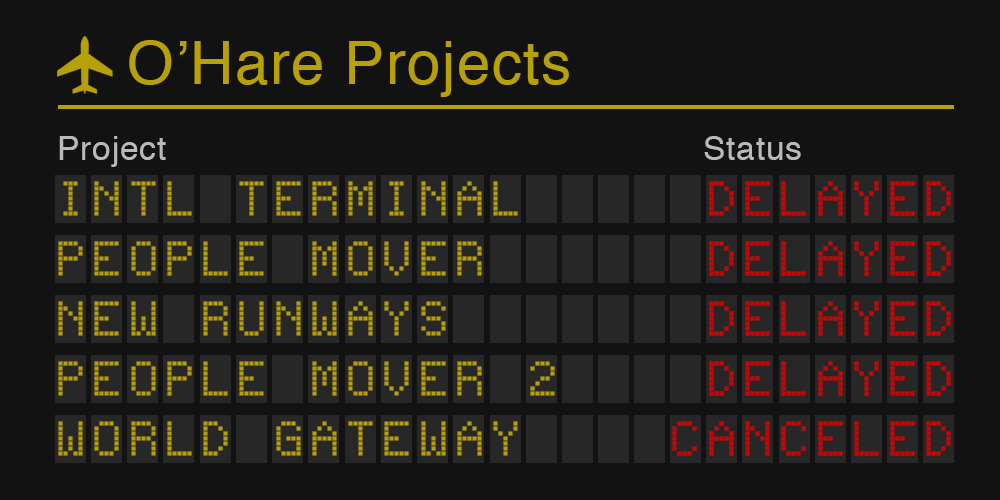 O’Hare Projects
Project Status
INTL TERMINAL DELAYED
PEOPLE MOVER DELAYED
NEW RUNWAYS DELAYED
PEOPLE MOVER 2 DELAYED
WORLD GATEWAY CANCELED